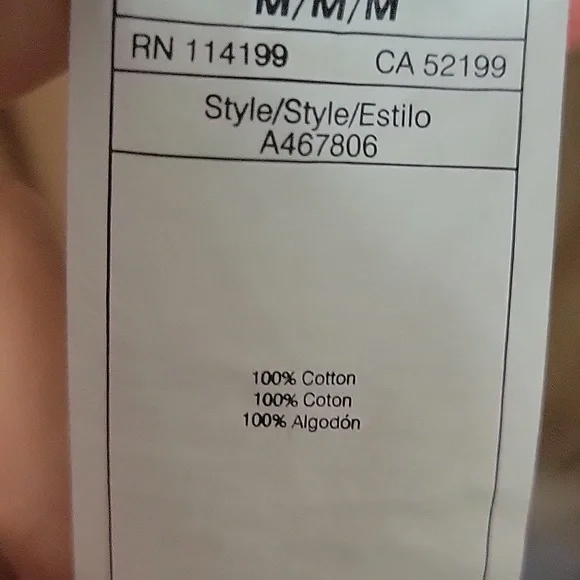 M/M/M
RN 114199 CA 52199
Style/Style/Estilo
A467806
100% Cotton
100% Coton
100% Algodón